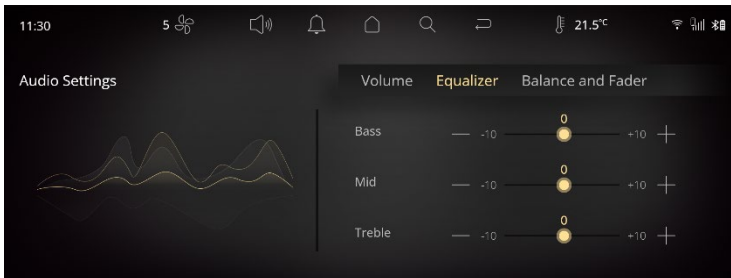 11:30 5 21.5°C
Audio Settings
Volume Equalizer Balance and Fader
0
Bass -10 +10
0
Mid -10 +10
0
Treble -10 +10